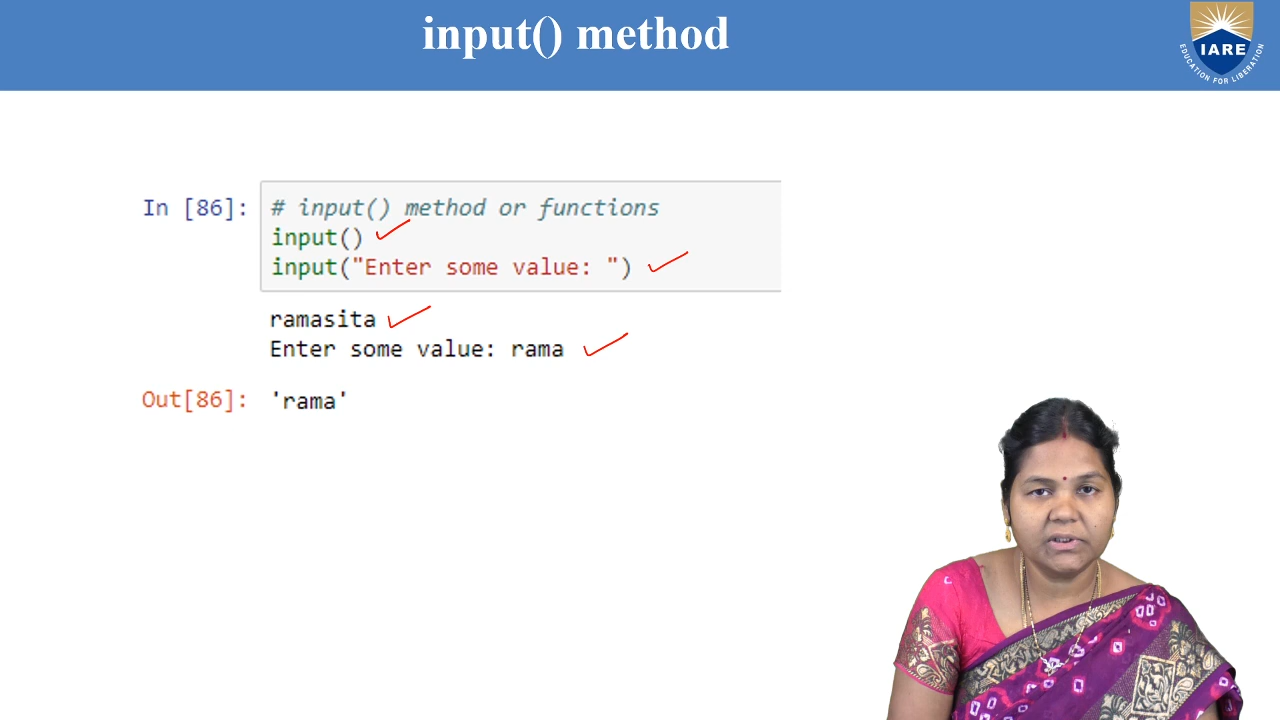 input() method
IARE
EDUCATION FOR LIBERATION
In [86]:
# input() method or functions
input()
input("Enter some value: ")
ramasita
Enter some value: rama
Out[86]: 'rama'